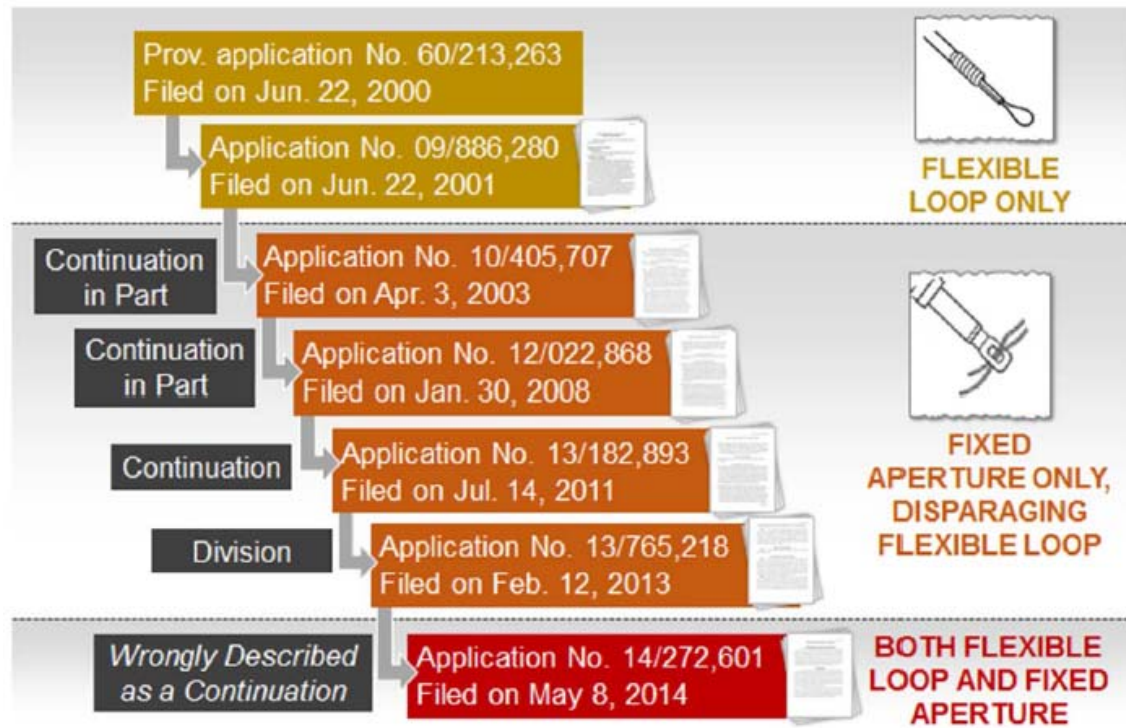 Prov. application No. 60/213,263
Filed on Jun. 22, 2000
Application No. 09/886,280
Filed on Jun. 22, 2001
FLEXIBLE
LOOP ONLY
Continuation
in Part
Application No. 10/405,707
Filed on Apr. 3, 2003
Continuation
in Part
Application No. 12/022,868
Filed on Jan. 30, 2008
Continuation
Application No. 13/182,893
Filed on Jul. 14, 2011
Division
Application No. 13/765,218
Filed on Feb. 12, 2013
FIXED
APERTURE ONLY,
DISPARAGING
FLEXIBLE LOOP
Wrongly Described
as a Continuation
Application No. 14/272,601
Filed on May 8, 2014
BOTH FLEXIBLE
LOOP AND FIXED
APERTURE